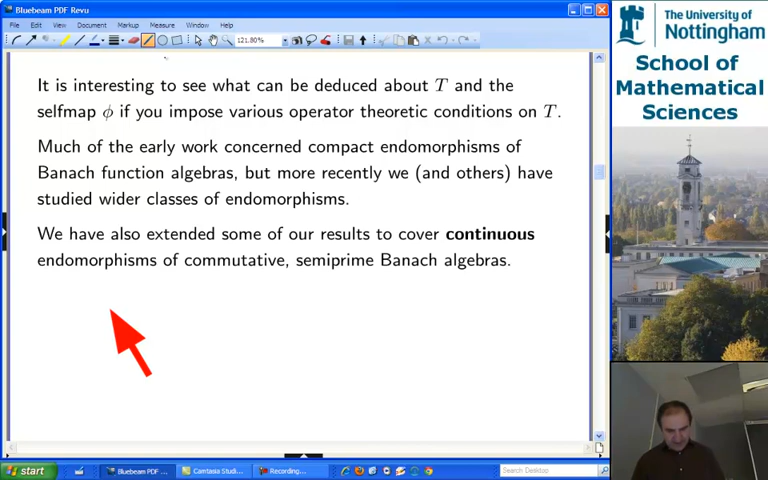 Bluebeam PDF Revu
File Edit View Document Markup Measure Window Help
121.80%
It is interesting to see what can be deduced about T and the
selfmap ϕ if you impose various operator theoretic conditions on T.
Much of the early work concerned compact endomorphisms of
Banach function algebras, but more recently we (and others) have
studied wider classes of endomorphisms.
We have also extended some of our results to cover continuous
endomorphisms of commutative, semiprime Banach algebras.
The University of
Nottingham
School of
Mathematical
Sciences
start
Bluebeam PDF ...
Camtasia Studi...
Recording...
Search Desktop